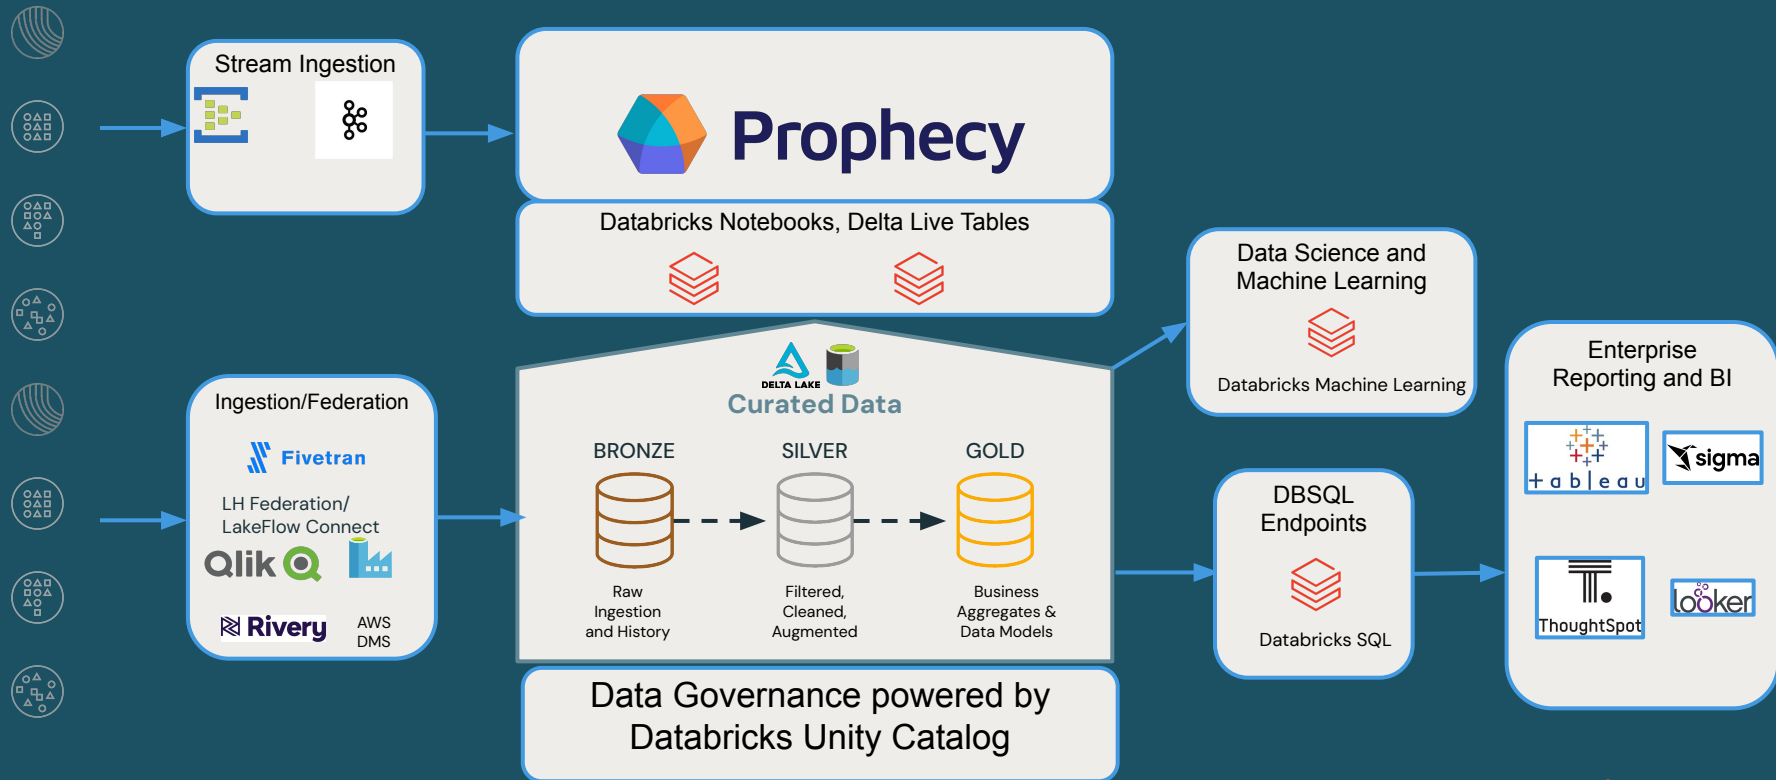 Stream Ingestion
Prophecy
Databricks Notebooks, Delta Live Tables
Data Science and
Machine Learning
Databricks Machine Learning
Ingestion/Federation
Fivetran
LH Federation/
LakeFlow Connect
Qlik
Rivery
AWS
DMS
DELTA LAKE
Curated Data
BRONZE
SILVER
GOLD
Raw
Ingestion
and History
Filtered,
Cleaned,
Augmented
Business
Aggregates &
Data Models
Data Governance powered by
Databricks Unity Catalog
DBSQL
Endpoints
Databricks SQL
Enterprise
Reporting and BI
+ableau
sigma
ThoughtSpot
looker